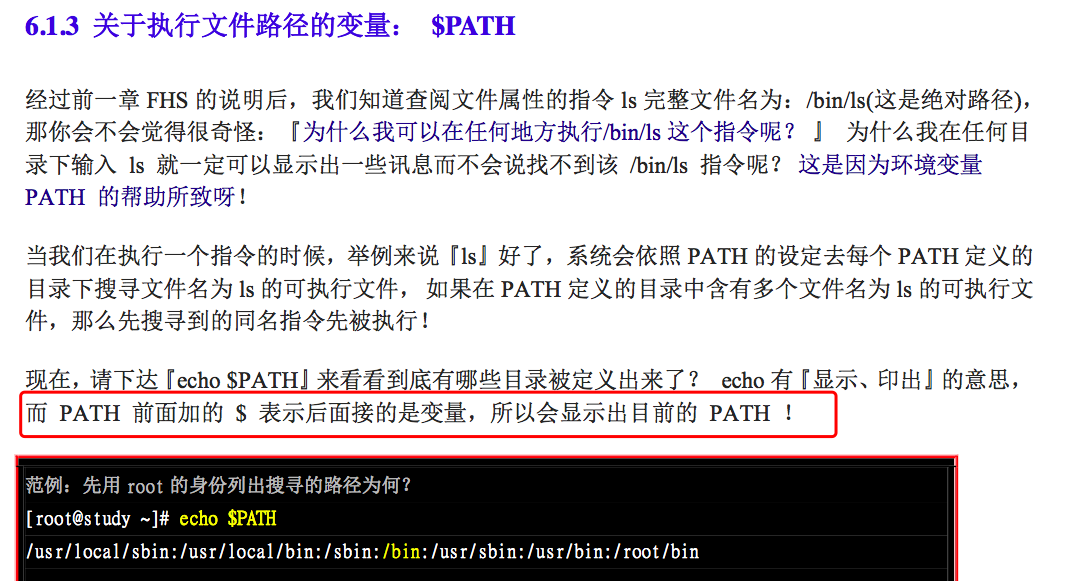 6.1.3 关于执行文件路径的变量： $PATH
经过前一章 FHS 的说明后，我们知道查阅文件属性的指令 ls 完整文件名为：/bin/ls(这是绝对路径)，
那你会不会觉得很奇怪：『为什么我可以在任何地方执行/bin/ls 这个指令呢？ 』 为什么我在任何目
录下输入 ls 就一定可以显示出一些讯息而不会说找不到该 /bin/ls 指令呢？ 这是因为环境变量
PATH 的帮助所致呀！
当我们在执行一个指令的时候，举例来说『ls』好了，系统会依照 PATH 的设定去每个 PATH 定义的
目录下搜寻文件名为 ls 的可执行文件， 如果在 PATH 定义的目录中含有多个文件名为 ls 的可执行文
件，那么先搜寻到的同名指令先被执行！
现在，请下达『echo $PATH』来看看到底有哪些目录被定义出来了？ echo 有『显示、印出』的意思，
而 PATH 前面加的 $ 表示后面接的是变量，所以会显示出目前的 PATH ！
范例：先用 root 的身份列出搜寻的路径为何？
[root@study ~]# echo $PATH
/usr/local/sbin:/usr/local/bin:/sbin:/bin:/usr/sbin:/usr/bin:/root/bin